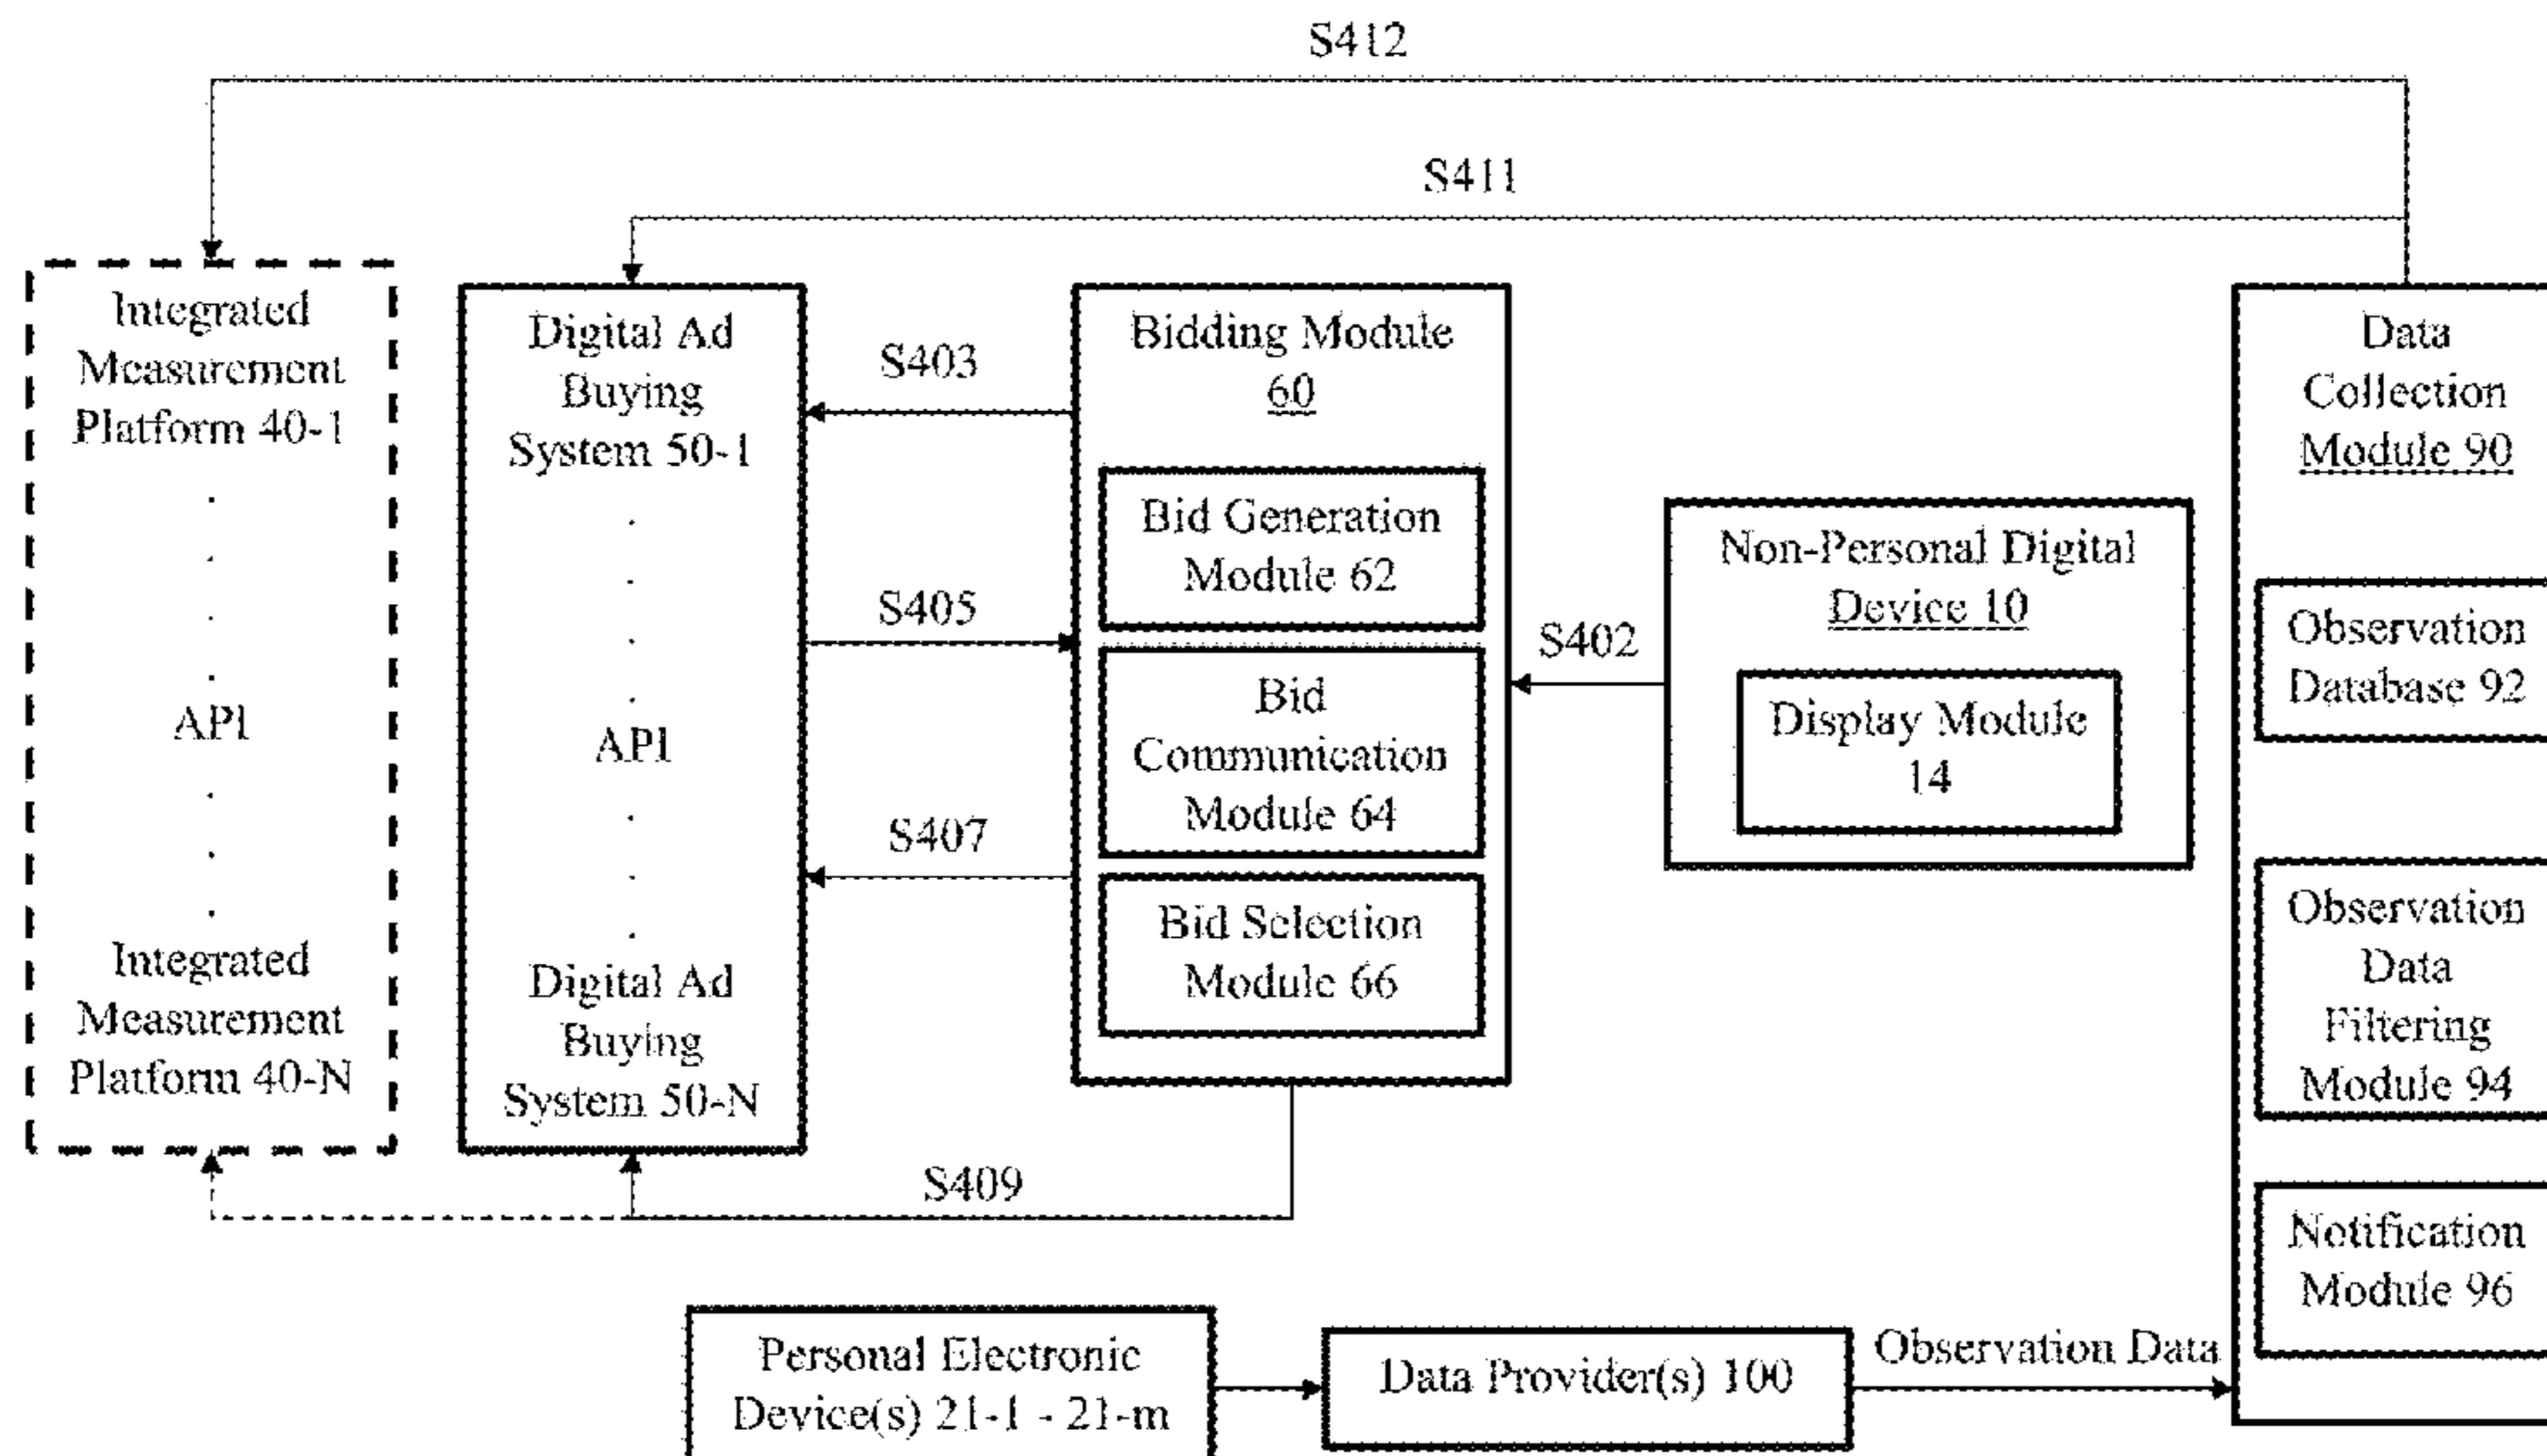 S412
S411
Integrated
Measurement
Platform 40-1
API
Integrated
Measurement
Platform 40-N
Digital Ad
Buying
System 50-1
API
Digital Ad
Buying
System 50-N
S403
S405
S407
S409
Bidding Module
60
Bid Generation
Module 62
Bid
Communication
Module 64
Bid Selection
Module 66
S402
Non-Personal Digital
Device 10
Display Module
14
Data
Collection
Module 90
Observation
Database 92
Observation
Data
Filtering
Module 94
Notification
Module 96
Personal Electronic
Device(s) 21-1 - 21-m
Data Provider(s) 100
Observation Data